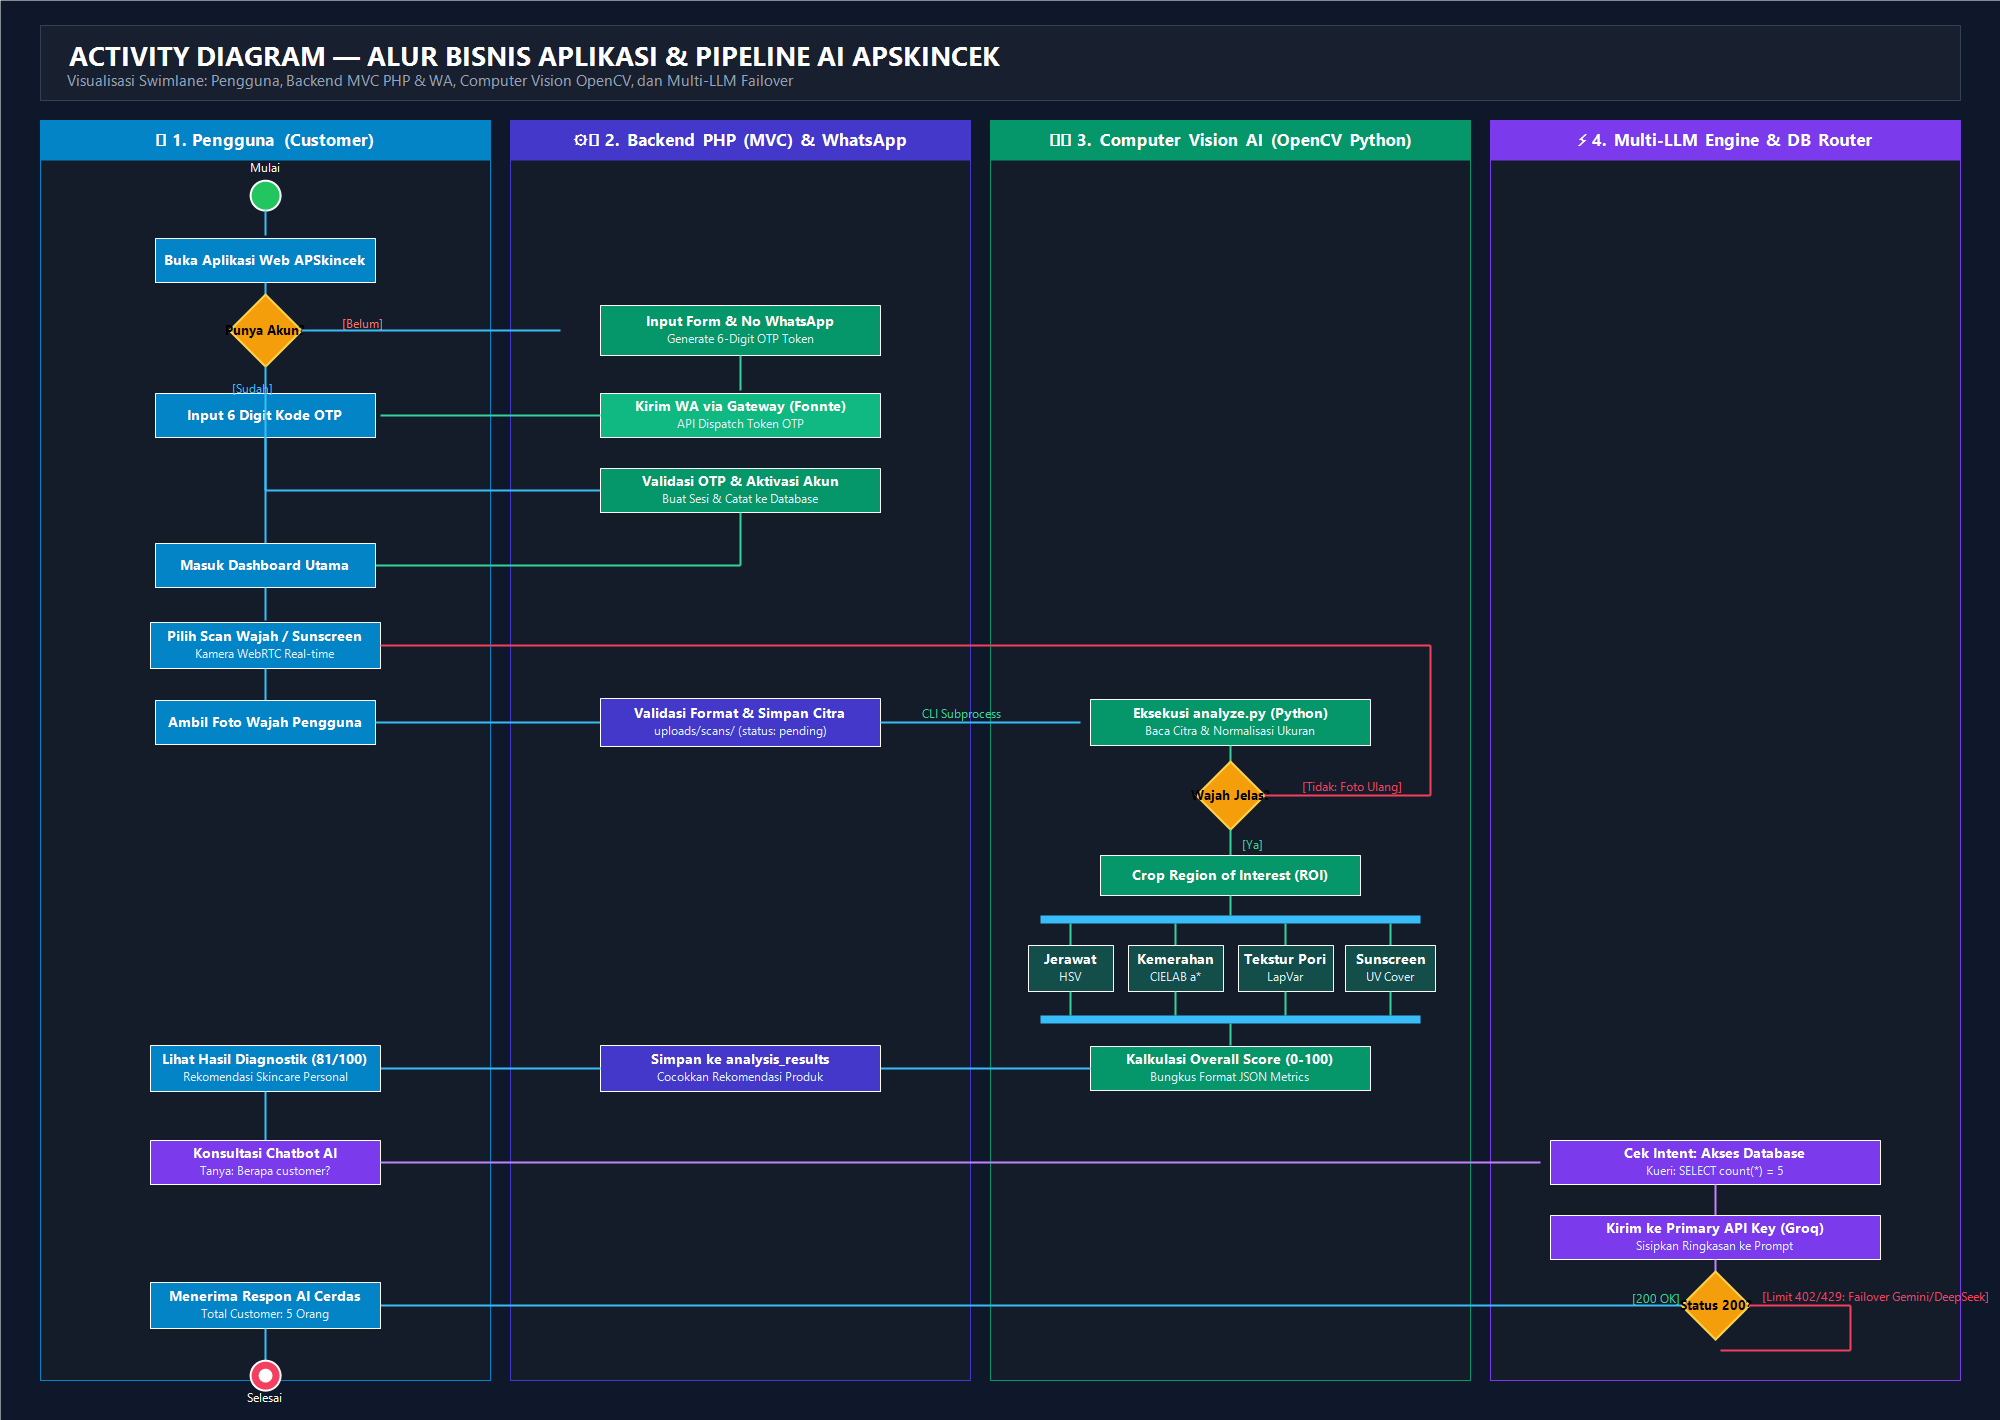 ACTIVITY DIAGRAM — ALUR BISNIS APLIKASI & PIPELINE AI APSKINCEK
Visualisasi Swimlane: Pengguna, Backend MVC PHP & WA, Computer Vision OpenCV, dan Multi-LLM Failover
1. Pengguna (Customer)
⚙ 2. Backend PHP (MVC) & WhatsApp
3. Computer Vision AI (OpenCV Python)
⚡ 4. Multi-LLM Engine & DB Router
Mulai
Buka Aplikasi Web APSkincek
Punya Akun?
[Belum]
Input Form & No WhatsApp
Generate 6-Digit OTP Token
[Sudah]
Input 6 Digit Kode OTP
Kirim WA via Gateway (Fonnte)
API Dispatch Token OTP
Validasi OTP & Aktivasi Akun
Buat Sesi & Catat ke Database
Masuk Dashboard Utama
Pilih Scan Wajah / Sunscreen
Kamera WebRTC Real-time
Ambil Foto Wajah Pengguna
Validasi Format & Simpan Citra
uploads/scans/ (status: pending)
CLI Subprocess
Eksekusi analyze.py (Python)
Baca Citra & Normalisasi Ukuran
Wajah Jelas?
[Tidak: Foto Ulang]
[Ya]
Crop Region of Interest (ROI)
Jerawat
HSV
Kemerahan
CIELAB a*
Tekstur Pori
LapVar
Sunscreen
UV Cover
Lihat Hasil Diagnostik (81/100)
Rekomendasi Skincare Personal
Simpan ke analysis_results
Cocokkan Rekomendasi Produk
Kalkulasi Overall Score (0-100)
Bungkus Format JSON Metrics
Konsultasi Chatbot AI
Tanya: Berapa customer?
Cek Intent: Akses Database
Kueri: SELECT count(*) = 5
Kirim ke Primary API Key (Groq)
Sisipkan Ringkasan ke Prompt
Menerima Respon AI Cerdas
Total Customer: 5 Orang
[200 OK]
Status 200?
[Limit 402/429: Failover Gemini/DeepSeek]
Selesai